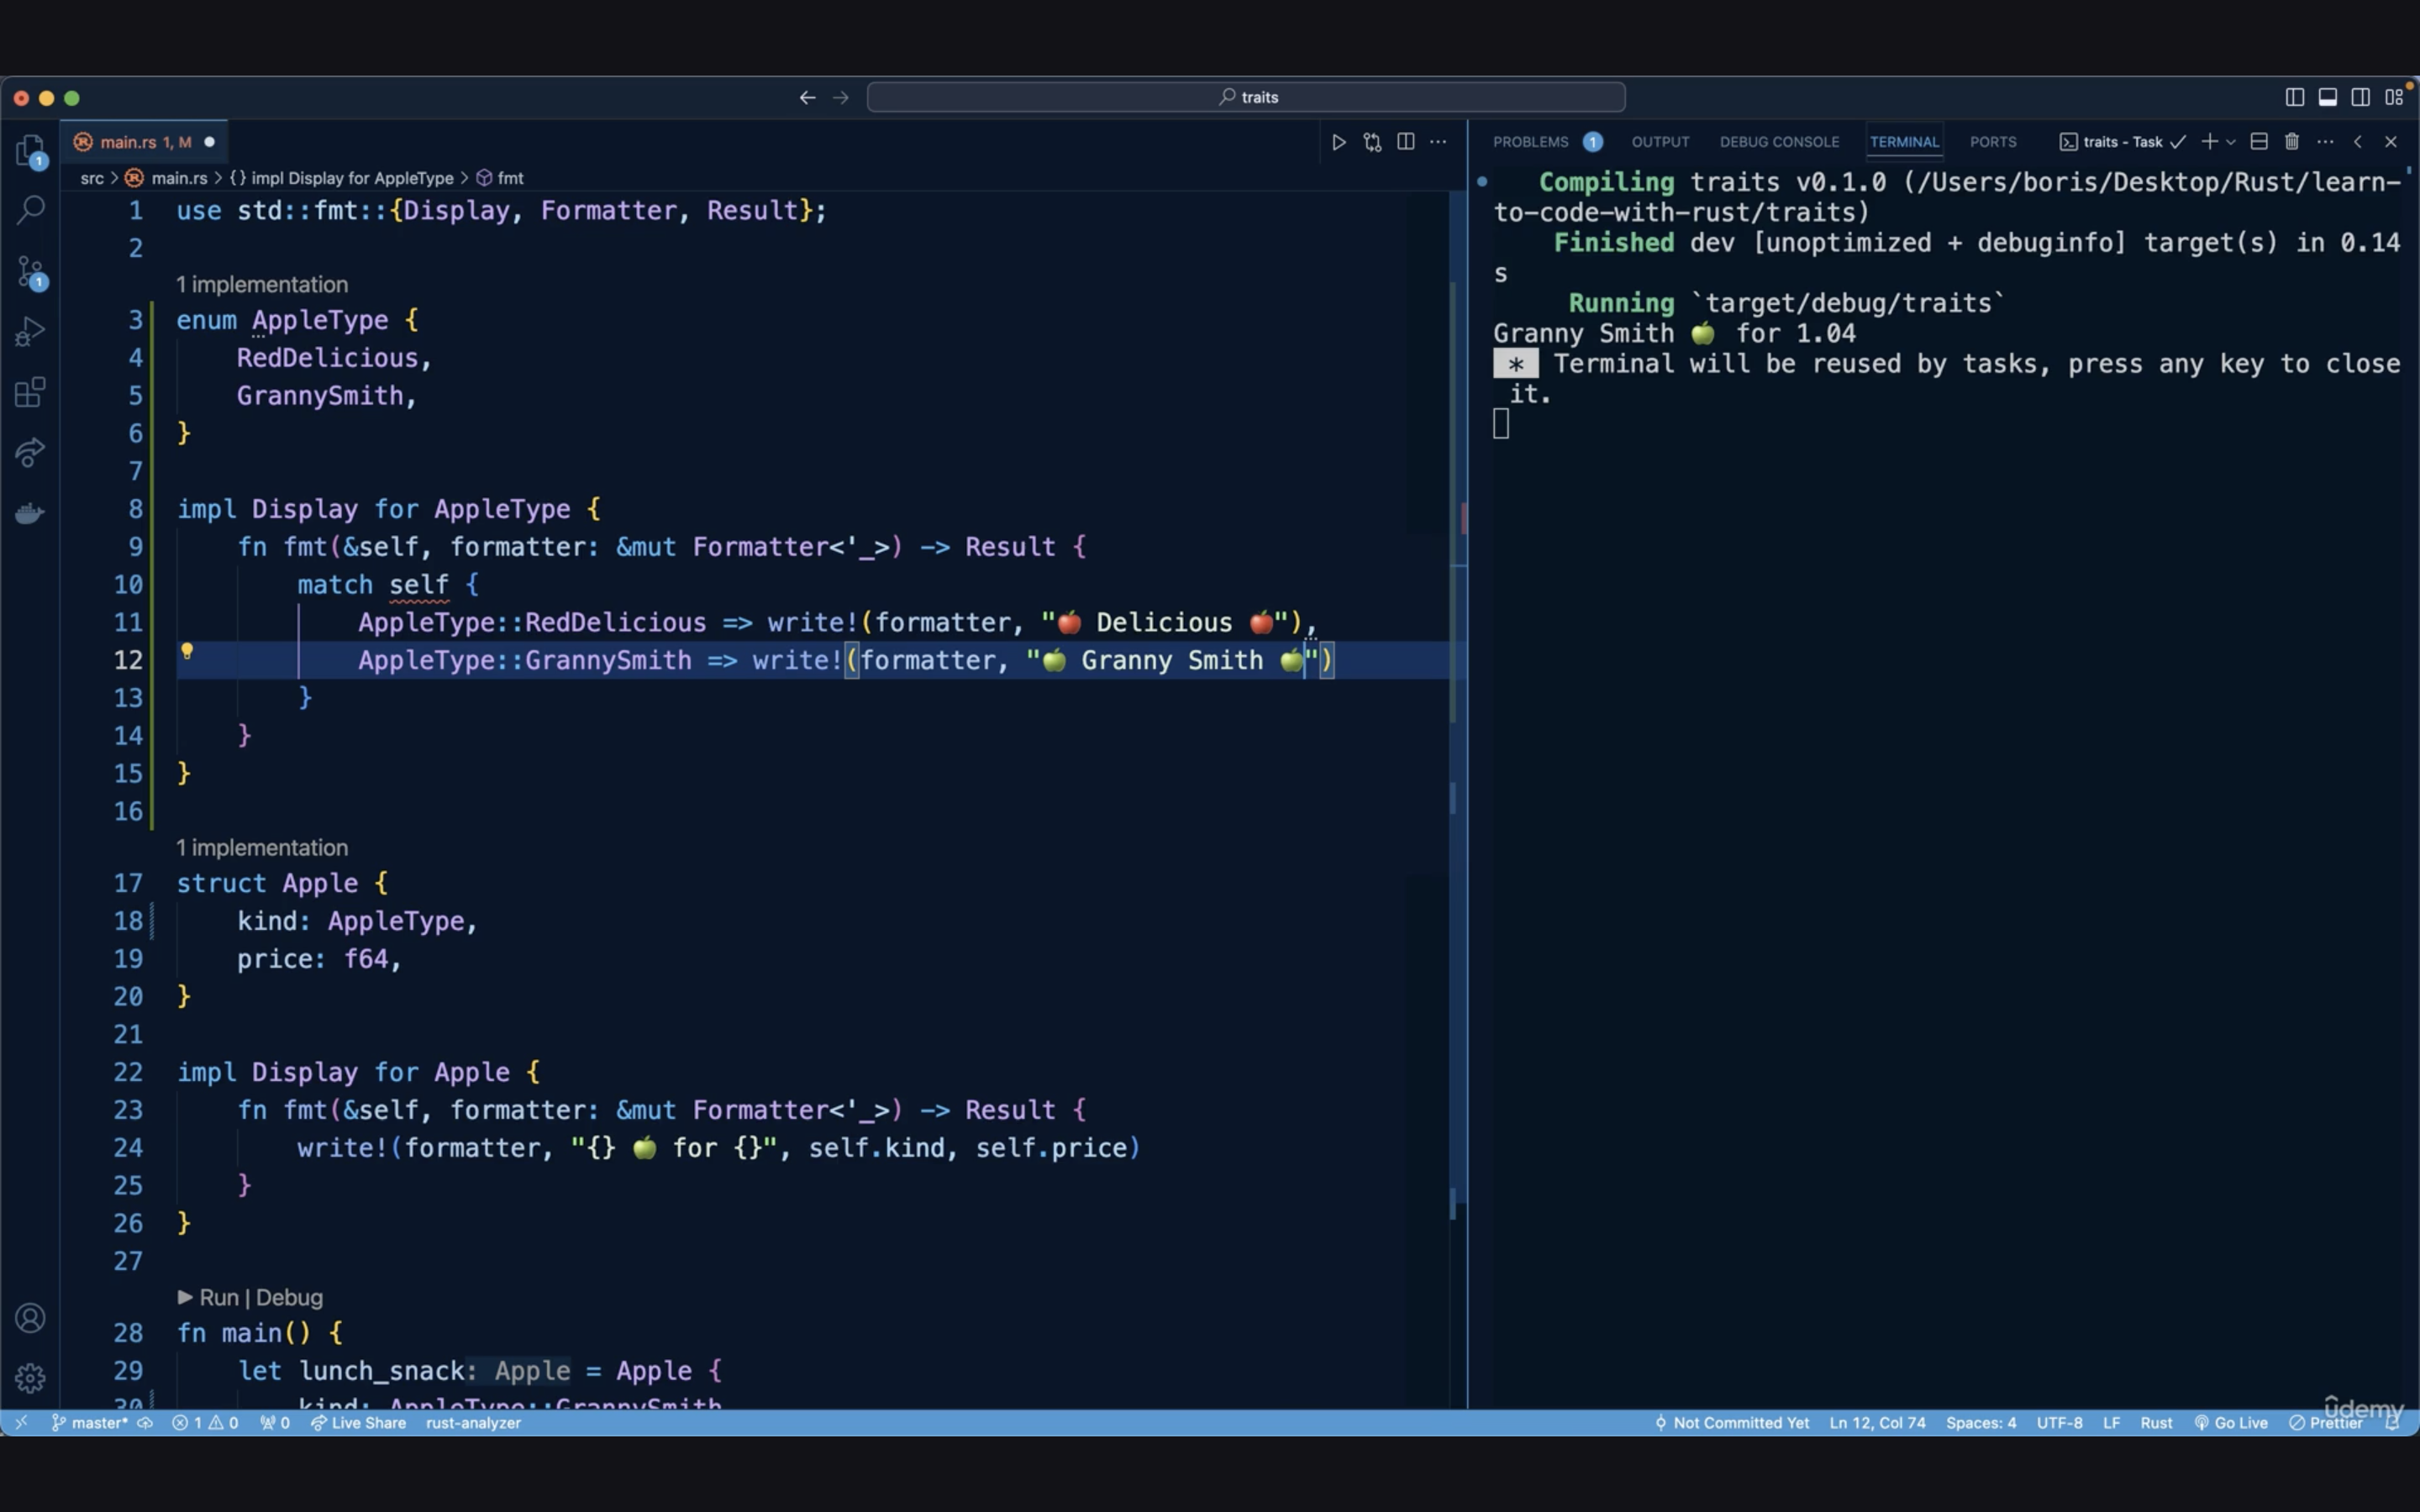 traits
main.rs 1, M
src > main.rs > {} impl Display for AppleType > fmt
1 use std::fmt::{Display, Formatter, Result};
2
1 implementation
3 enum AppleType {
4     RedDelicious,
5     GrannySmith,
6 }
7
8 impl Display for AppleType {
9     fn fmt(&self, formatter: &mut Formatter<'_>) -> Result {
10         match self {
11             AppleType::RedDelicious => write!(formatter, "🍎 Delicious 🍎"),
12             AppleType::GrannySmith => write!(formatter, "🍏 Granny Smith 🍏")
13         }
14     }
15 }
16
1 implementation
17 struct Apple {
18     kind: AppleType,
19     price: f64,
20 }
21
22 impl Display for Apple {
23     fn fmt(&self, formatter: &mut Formatter<'_>) -> Result {
24         write!(formatter, "{} 🍏 for {}", self.kind, self.price)
25     }
26 }
27
▶ Run | Debug
28 fn main() {
29     let lunch_snack: Apple = Apple {
30         kind: AppleType::GrannySmith
PROBLEMS 1 OUTPUT DEBUG CONSOLE TERMINAL PORTS traits - Task
Compiling traits v0.1.0 (/Users/boris/Desktop/Rust/learn-
to-code-with-rust/traits)
Finished dev [unoptimized + debuginfo] target(s) in 0.14
s
Running `target/debug/traits`
Granny Smith 🍏 for 1.04
* Terminal will be reused by tasks, press any key to close
it.
1
1
master* 1 0 0 Live Share rust-analyzer
Not Committed Yet Ln 12, Col 74 Spaces: 4 UTF-8 LF Rust Go Live Prettier
ûdemy